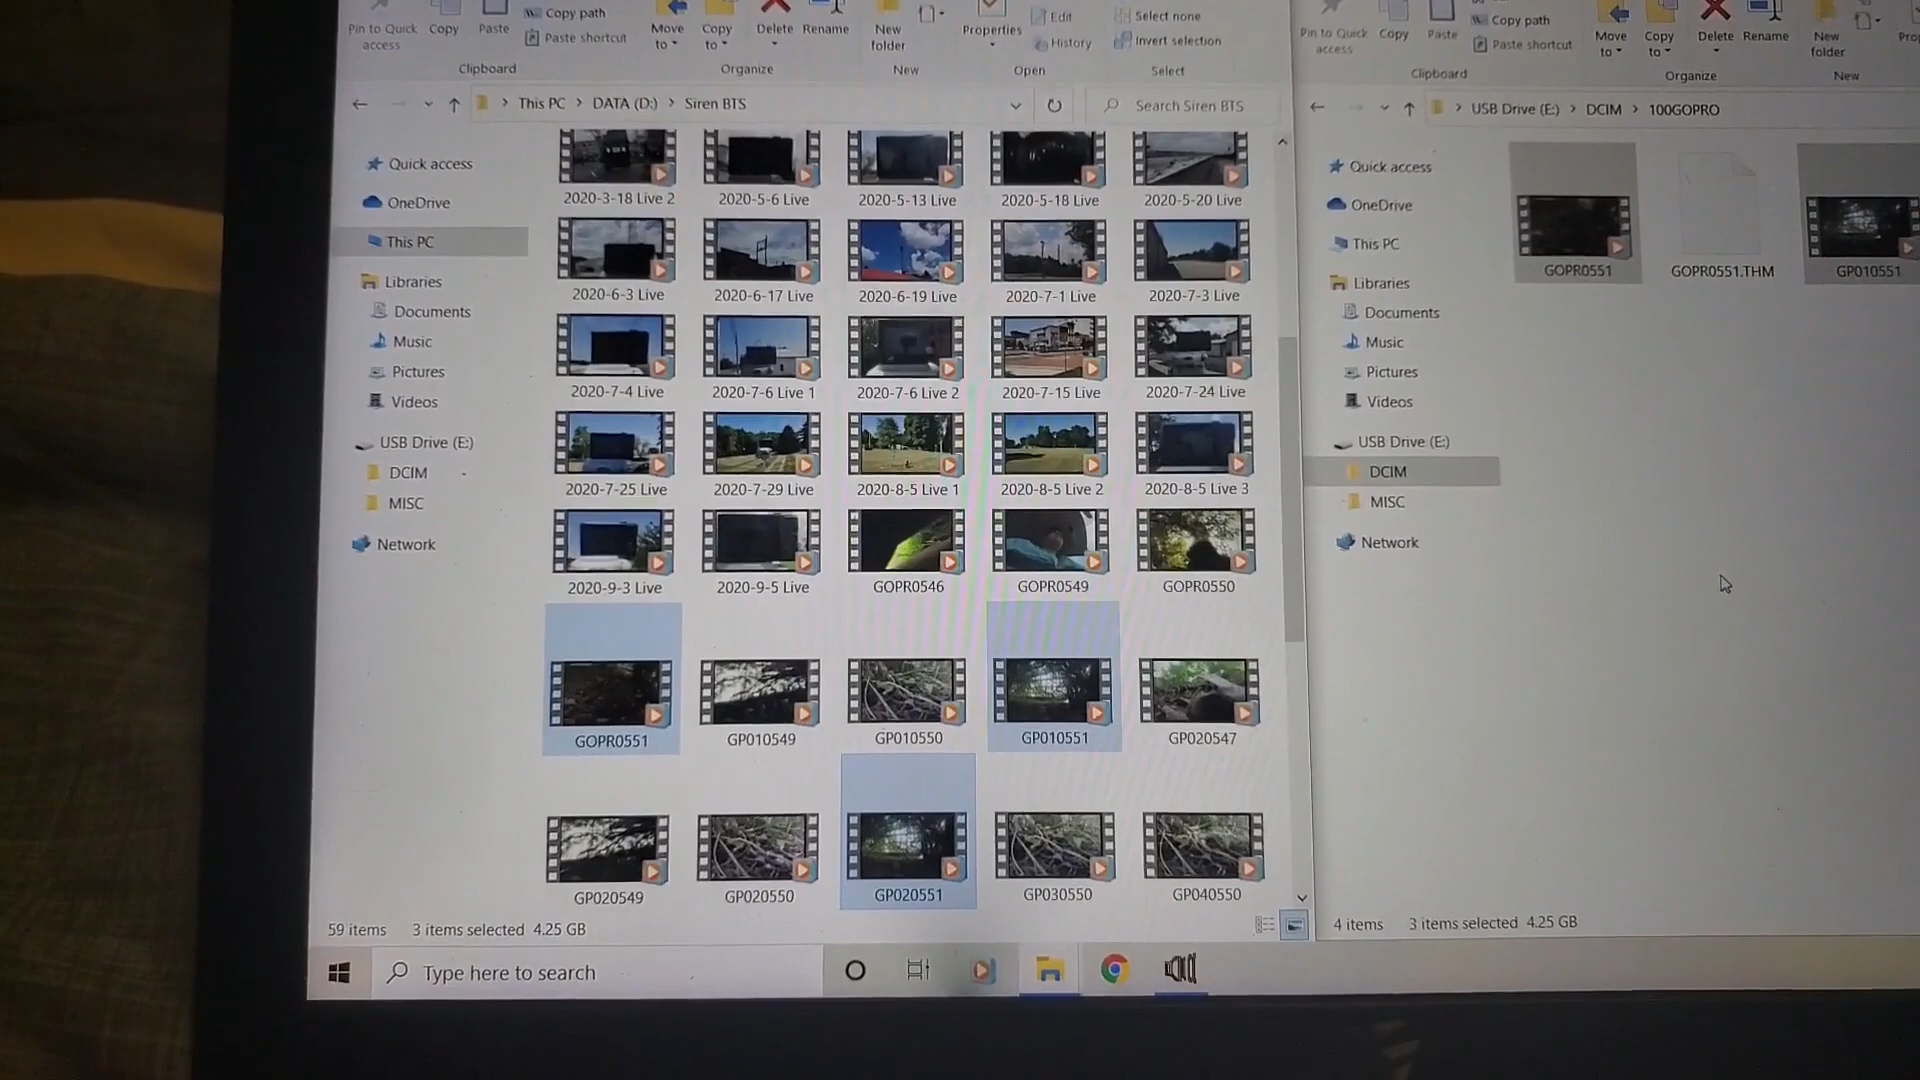 Pin to Quick access
Copy
Paste
Copy path
Paste shortcut
Clipboard
Move to
Copy to
Delete
Rename
Organize
New folder
New
Properties
Edit
History
Open
Select none
Invert selection
Select
This PC > DATA (D:) > Siren BTS
Search Siren BTS
Quick access
OneDrive
This PC
Libraries
Documents
Music
Pictures
Videos
USB Drive (E:)
DCIM
MISC
Network
2020-3-18 Live 2
2020-5-6 Live
2020-5-13 Live
2020-5-18 Live
2020-5-20 Live
2020-6-3 Live
2020-6-17 Live
2020-6-19 Live
2020-7-1 Live
2020-7-3 Live
2020-7-4 Live
2020-7-6 Live 1
2020-7-6 Live 2
2020-7-15 Live
2020-7-24 Live
2020-7-25 Live
2020-7-29 Live
2020-8-5 Live 1
2020-8-5 Live 2
2020-8-5 Live 3
2020-9-3 Live
2020-9-5 Live
GOPR0546
GOPR0549
GOPR0550
GOPR0551
GP010549
GP010550
GP010551
GP020547
GP020549
GP020550
GP020551
GP030550
GP040550
59 items 3 items selected 4.25 GB
Type here to search
Pin to Quick access
Copy
Paste
Copy path
Paste shortcut
Clipboard
Move to
Copy to
Delete
Rename
Organize
New folder
New
USB Drive (E:) > DCIM > 100GOPRO
Quick access
OneDrive
This PC
Libraries
Documents
Music
Pictures
Videos
USB Drive (E:)
DCIM
MISC
Network
GOPR0551
GOPR0551.THM
GP010551
4 items 3 items selected 4.25 GB